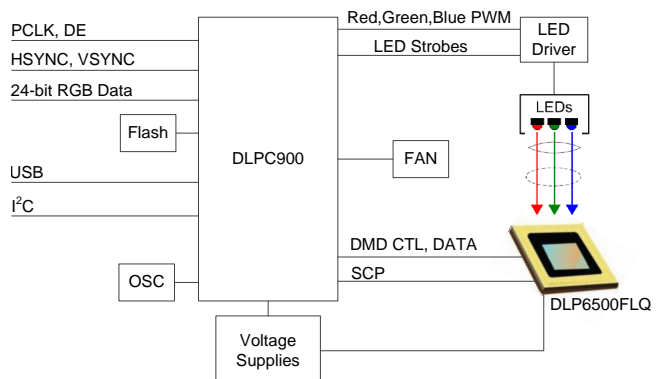 PCLK, DE
HSYNC, VSYNC
24-bit RGB Data
Flash
USB
I²C
OSC
DLPC900
Voltage
Supplies
Red,Green,Blue PWM
LED Strobes
LED
Driver
LEDs
FAN
DMD CTL, DATA
SCP
DLP6500FLQ